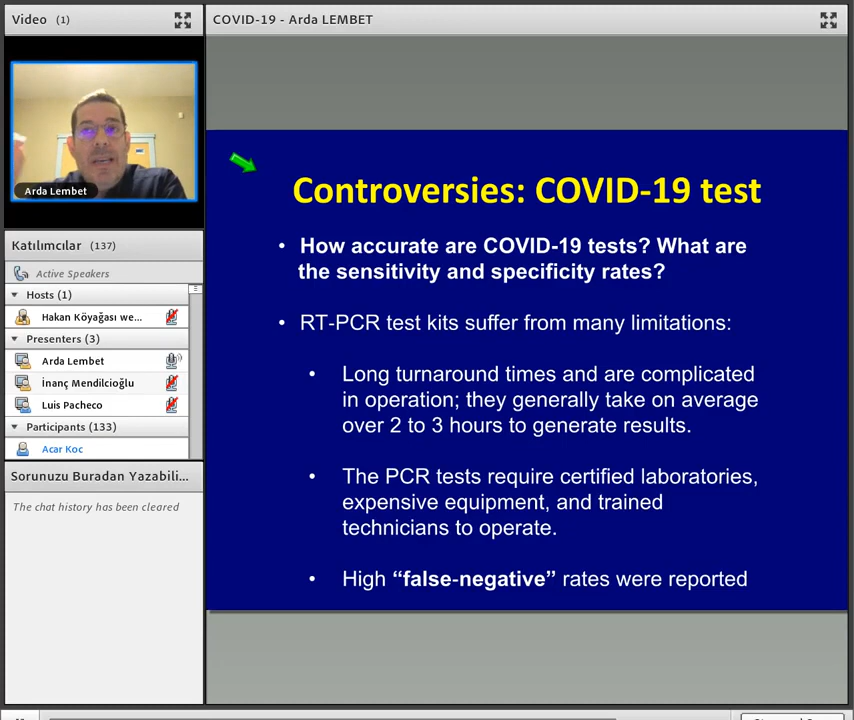 Video (1)
Arda Lembet
Katılımcılar (137)
Active Speakers
Hosts (1)
Hakan Köyağası we...
Presenters (3)
Arda Lembet
İnanç Mendilcioğlu
Luis Pacheco
Participants (133)
Acar Koc
Sorunuzu Buradan Yazabili...
The chat history has been cleared
COVID-19 - Arda LEMBET
Controversies: COVID-19 test
• How accurate are COVID-19 tests? What are
the sensitivity and specificity rates?
• RT-PCR test kits suffer from many limitations:
• Long turnaround times and are complicated
in operation; they generally take on average
over 2 to 3 hours to generate results.
• The PCR tests require certified laboratories,
expensive equipment, and trained
technicians to operate.
• High “false-negative” rates were reported